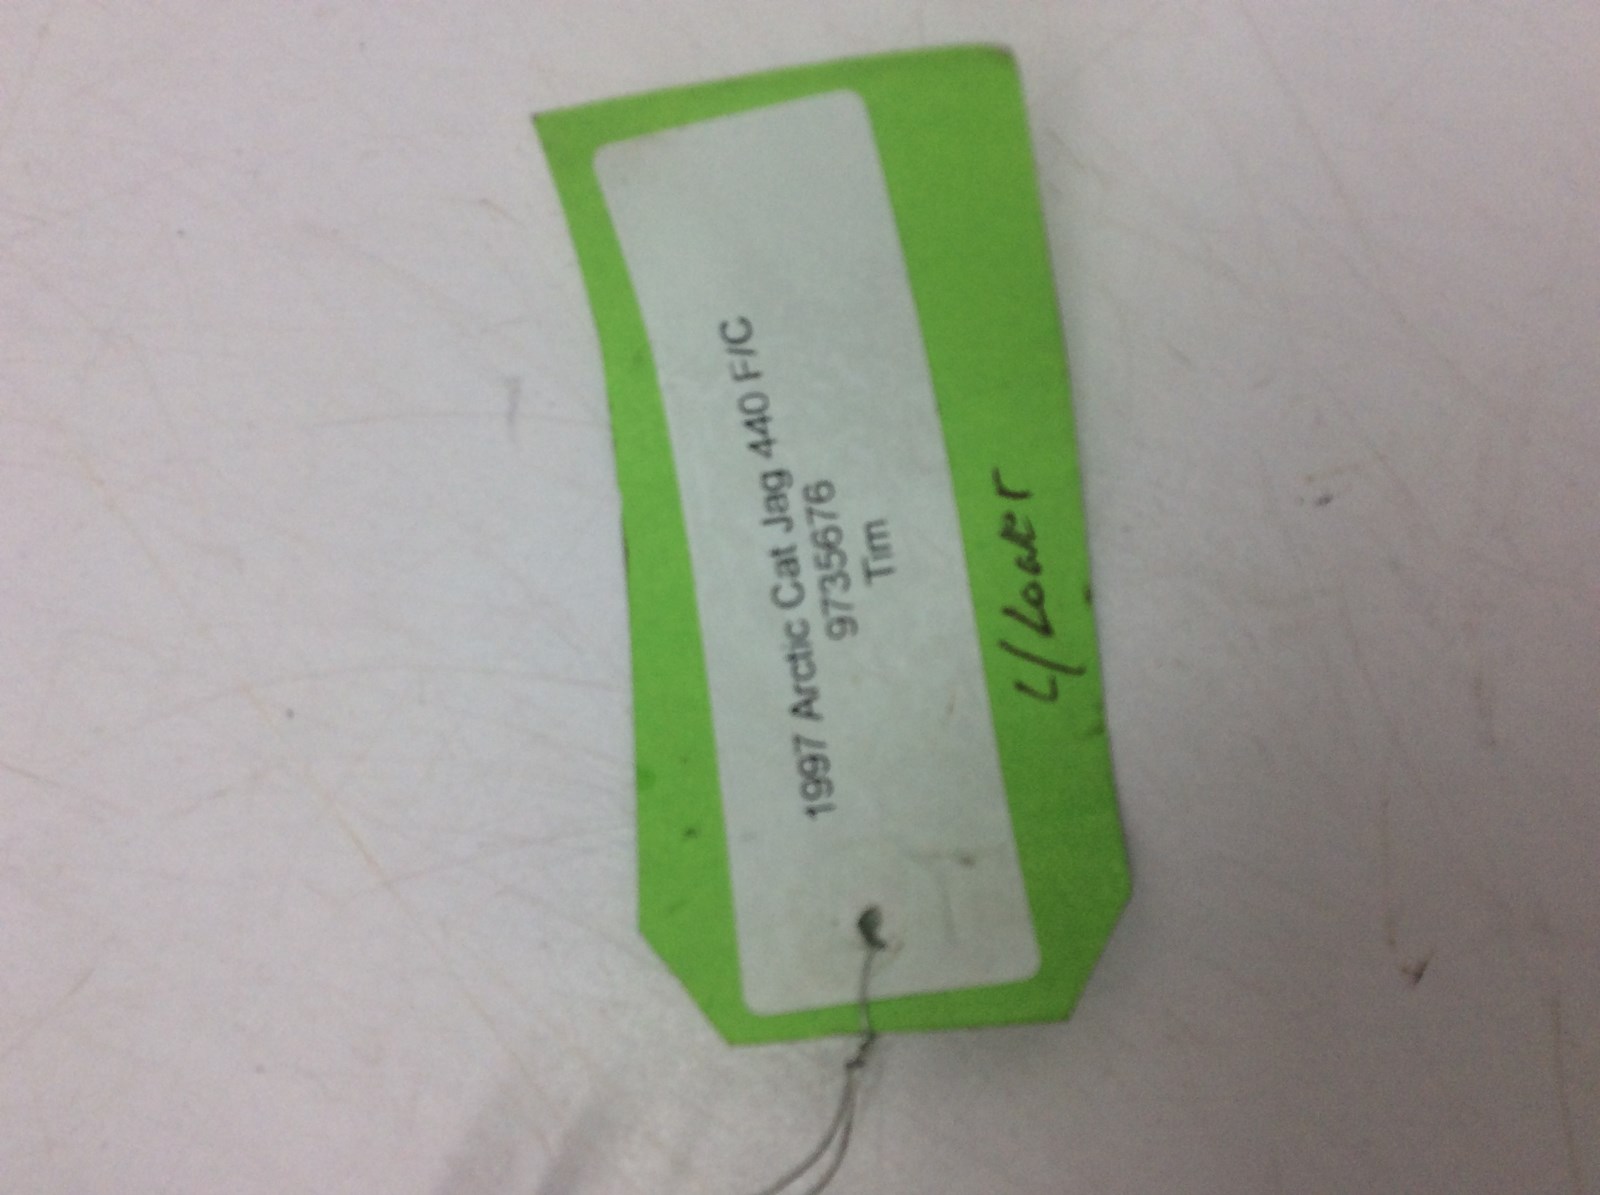 1997 Arctic Cat Jag 440 F/C
9735676
Tim
L/Lower